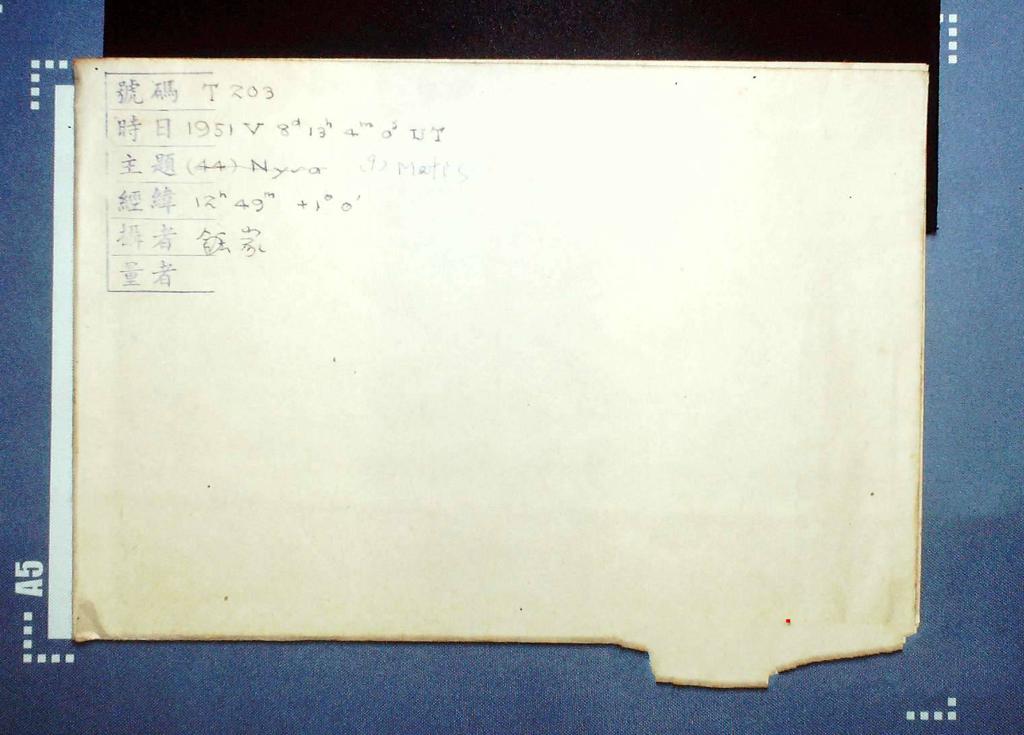 號碼 T 203
時日 1951 V 8ᵈ 13ʰ 4ᵐ 0ˢ UT
主題 (44) Nysa (9) Metis
經緯 12ʰ 49ᵐ +1° 0'
攝者 家
量者
A5